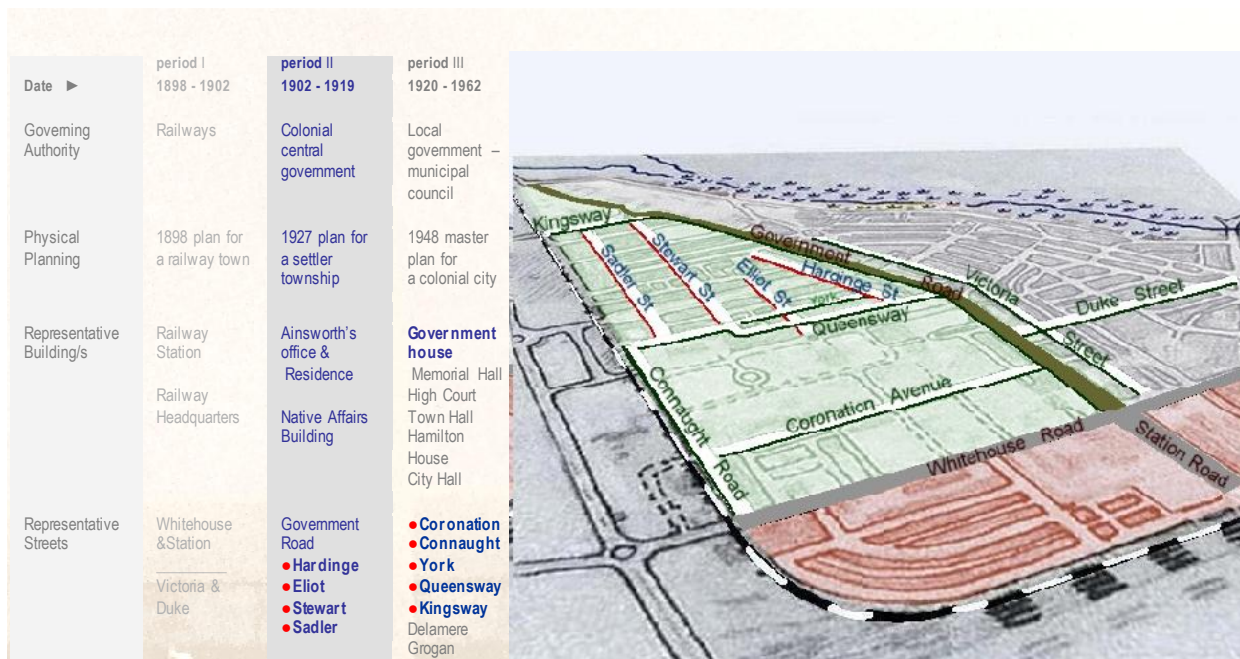 period I
period II
period III
Date ►
1898 - 1902
1902 - 1919
1920 - 1962
Governing
Authority
Railways
Colonial
central
government
Local
government –
municipal
council
Physical
Planning
1898 plan for
a railway town
1927 plan for
a settler
township
1948 master
plan for
a colonial city
Representative
Building/s
Railway
Station
Railway
Headquarters
Ainsworth's
office &
Residence
Native Affairs
Building
Government
house
Memorial Hall
High Court
Town Hall
Hamilton
House
City Hall
Representative
Streets
Whitehouse
&Station
Victoria &
Duke
Government
Road
●Hardinge
●Eliot
●Stewart
●Sadler
●Coronation
●Connaught
●York
●Queensway
●Kingsway
Delamere
Grogan
Kingsway
Sadler St
Stewart St
Elliot St
Hardinge St
York
Government Road
Victoria Street
Duke Street
Queensway
Coronation Avenue
Connaught Road
Whitehouse Road
Station Road